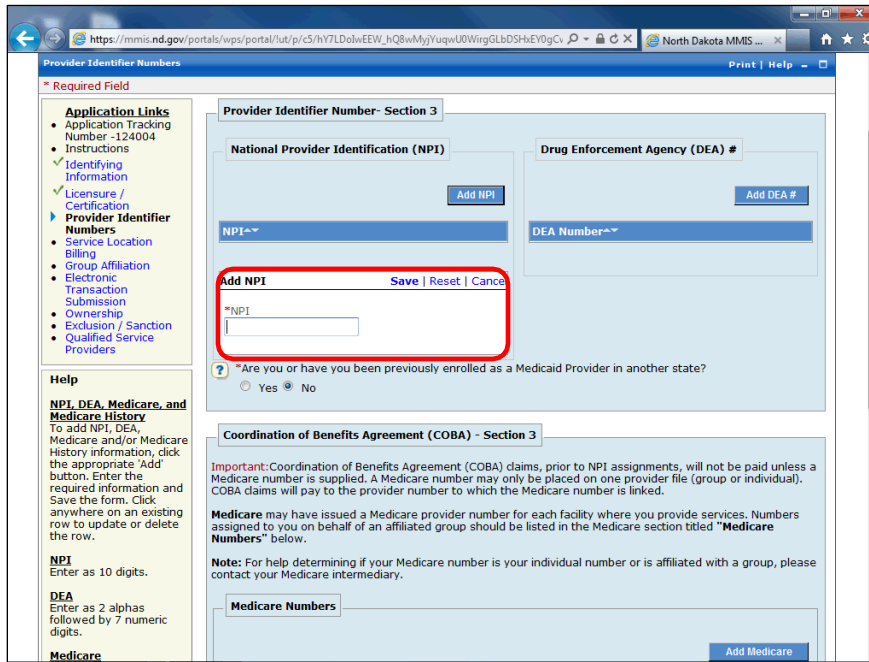 https://mmis.nd.gov/portals/wps/portal/!ut/p/c5/hY7LDoIwEEW_hQ8wMyjYuqwU0WirgGLbDSHxEY0gCv
North Dakota MMIS ...
Provider Identifier Numbers
Print | Help
* Required Field
Application Links
Application Tracking
Number -124004
Instructions
Identifying
Information
Licensure /
Certification
Provider Identifier
Numbers
Service Location
Billing
Group Affiliation
Electronic
Transaction
Submission
Ownership
Exclusion / Sanction
Qualified Service
Providers
Help
NPI, DEA, Medicare, and
Medicare History
To add NPI, DEA,
Medicare and/or Medicare
History information, click
the appropriate 'Add'
button. Enter the
required information and
Save the form. Click
anywhere on an existing
row to update or delete
the row.
NPI
Enter as 10 digits.
DEA
Enter as 2 alphas
followed by 7 numeric
digits.
Medicare
Provider Identifier Number- Section 3
National Provider Identification (NPI)
Add NPI
NPI
Add NPI Save | Reset | Cance
*NPI
Drug Enforcement Agency (DEA) #
Add DEA #
DEA Number
? *Are you or have you been previously enrolled as a Medicaid Provider in another state?
Yes No
Coordination of Benefits Agreement (COBA) - Section 3
Important:Coordination of Benefits Agreement (COBA) claims, prior to NPI assignments, will not be paid unless a
Medicare number is supplied. A Medicare number may only be placed on one provider file (group or individual).
COBA claims will pay to the provider number to which the Medicare number is linked.
Medicare may have issued a Medicare provider number for each facility where you provide services. Numbers
assigned to you on behalf of an affiliated group should be listed in the Medicare section titled "Medicare
Numbers" below.
Note: For help determining if your Medicare number is your individual number or is affiliated with a group, please
contact your Medicare intermediary.
Medicare Numbers
Add Medicare